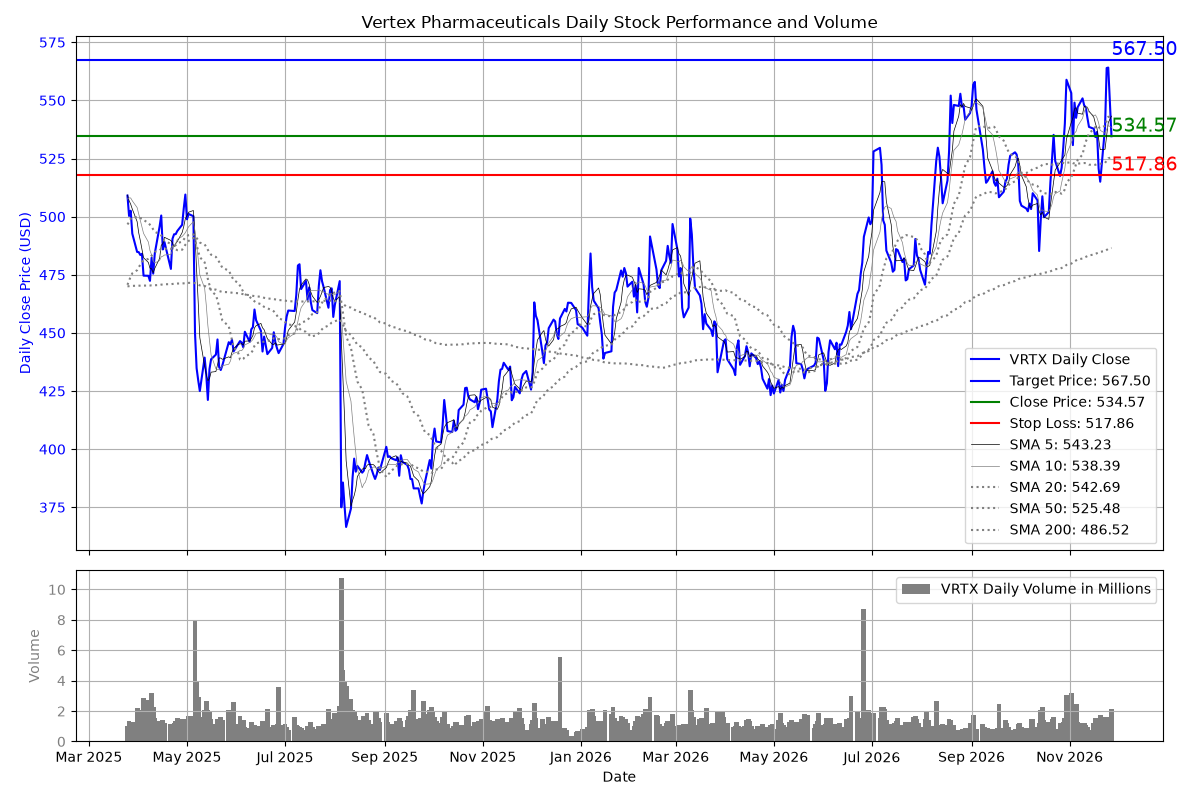 Vertex Pharmaceuticals Daily Stock Performance and Volume
575
550
525
500
475
450
425
400
375
Daily Close Price (USD)
567.50
534.57
517.86
VRTX Daily Close
Target Price: 567.50
Close Price: 534.57
Stop Loss: 517.86
SMA 5: 543.23
SMA 10: 538.39
SMA 20: 542.69
SMA 50: 525.48
SMA 200: 486.52
10
8
6
4
2
0
Volume
VRTX Daily Volume in Millions
Mar 2025 May 2025 Jul 2025 Sep 2025 Nov 2025 Jan 2026 Mar 2026 May 2026 Jul 2026 Sep 2026 Nov 2026
Date